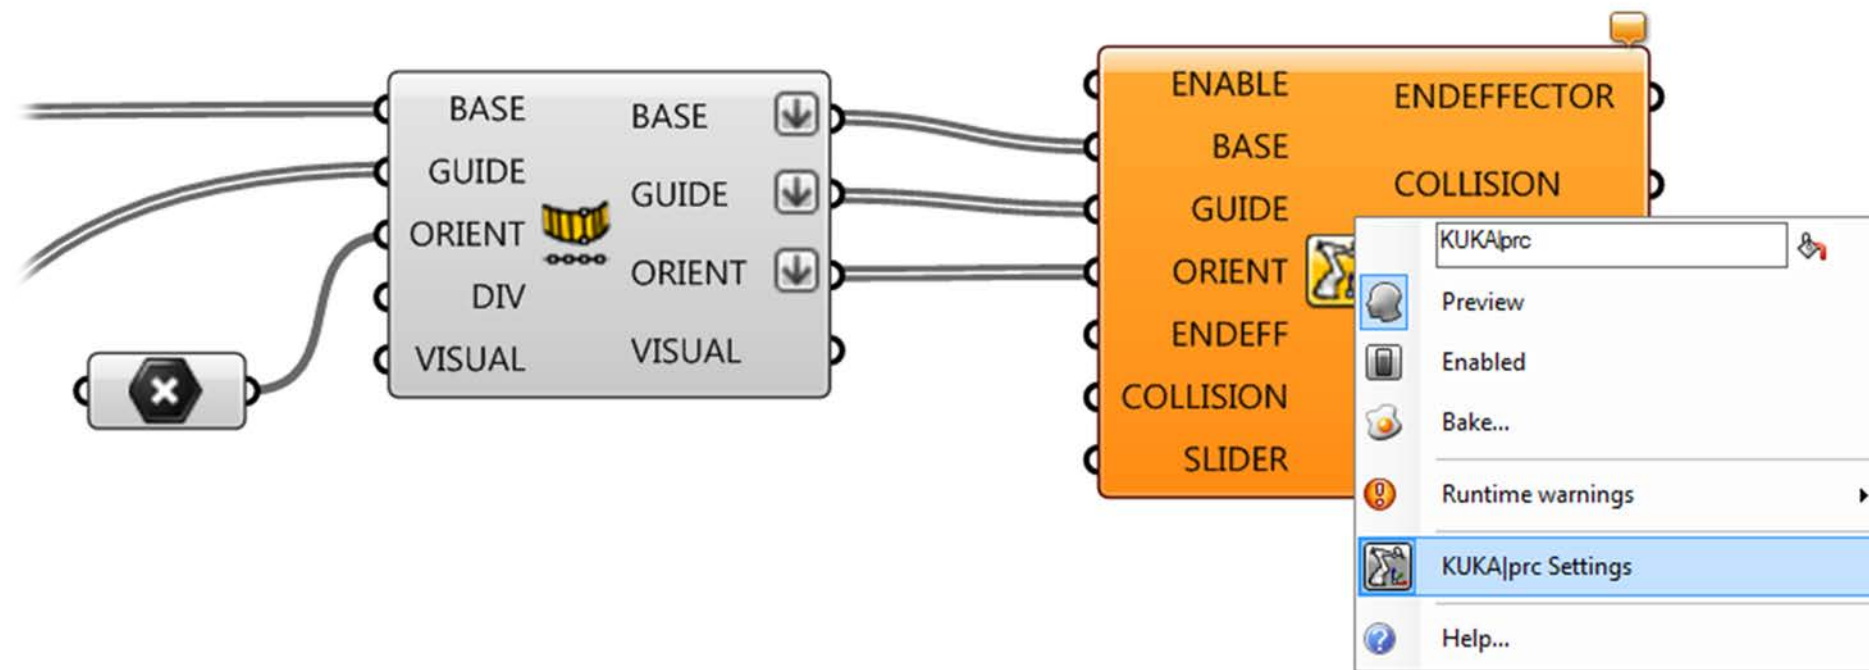 BASE
GUIDE
ORIENT
DIV
VISUAL
BASE
GUIDE
ORIENT
VISUAL
ENABLE
BASE
GUIDE
ORIENT
ENDEFF
COLLISION
SLIDER
ENDEFFECTOR
COLLISION
KUKA|prc
Preview
Enabled
Bake...
Runtime warnings
KUKA|prc Settings
Help...